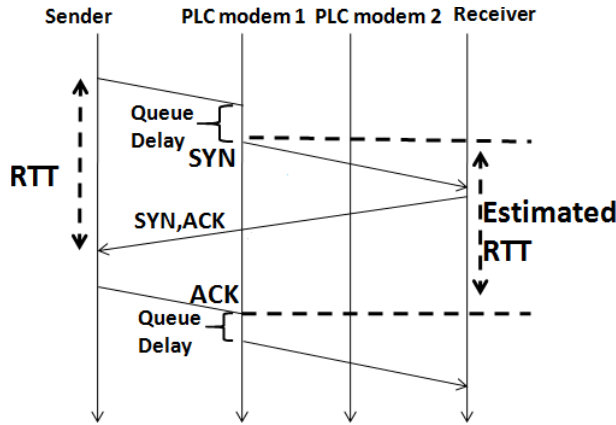 Sender PLC modem 1 PLC modem 2 Receiver
Queue
Delay
SYN
RTT
SYN,ACK
Estimated
RTT
ACK
Queue
Delay